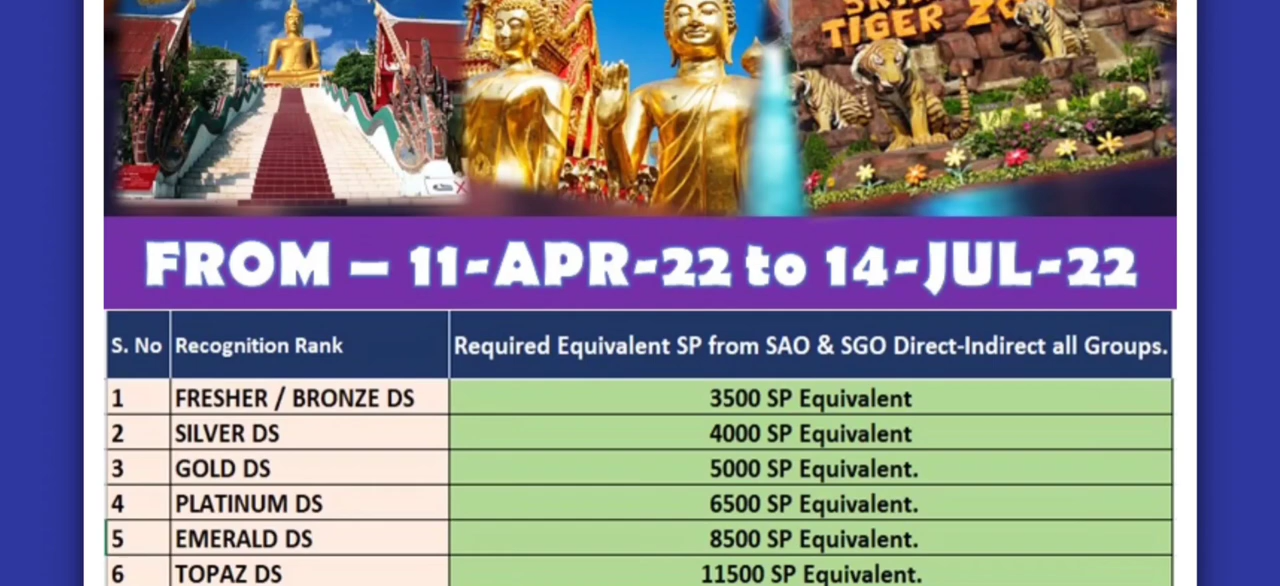 TIGER ZOO
FROM – 11-APR-22 to 14-JUL-22
S. No Recognition Rank Required Equivalent SP from SAO & SGO Direct-Indirect all Groups.
1 FRESHER / BRONZE DS 3500 SP Equivalent
2 SILVER DS 4000 SP Equivalent
3 GOLD DS 5000 SP Equivalent.
4 PLATINUM DS 6500 SP Equivalent.
5 EMERALD DS 8500 SP Equivalent.
6 TOPAZ DS 11500 SP Equivalent.